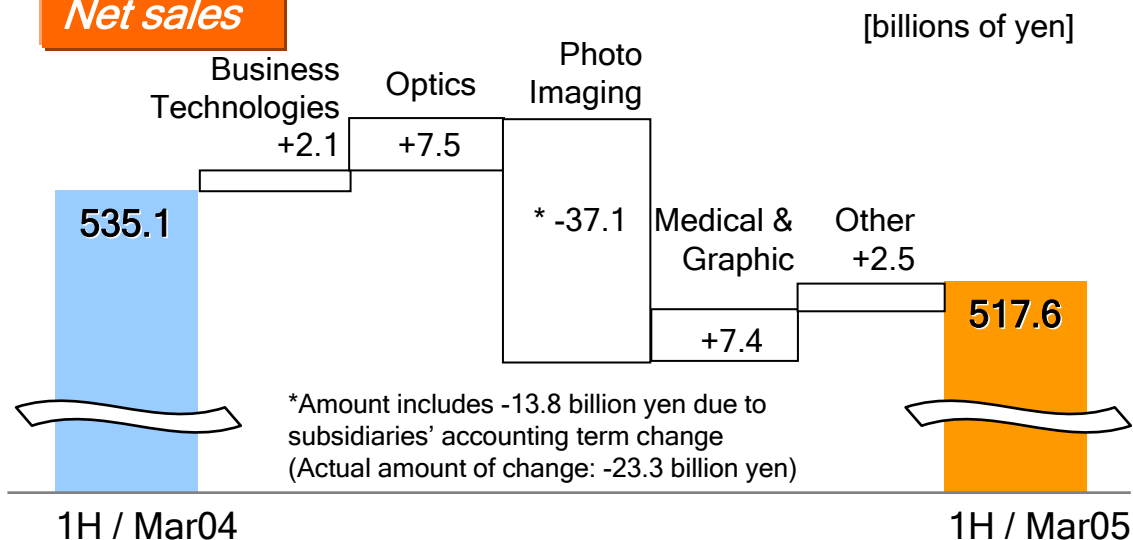 Net sales
[billions of yen]
Business
Technologies
+2.1
Optics
+7.5
Photo
Imaging
* -37.1
Medical &
Graphic
+7.4
Other
+2.5
535.1
517.6
*Amount includes -13.8 billion yen due to
subsidiaries’ accounting term change
(Actual amount of change: -23.3 billion yen)
1H / Mar04
1H / Mar05